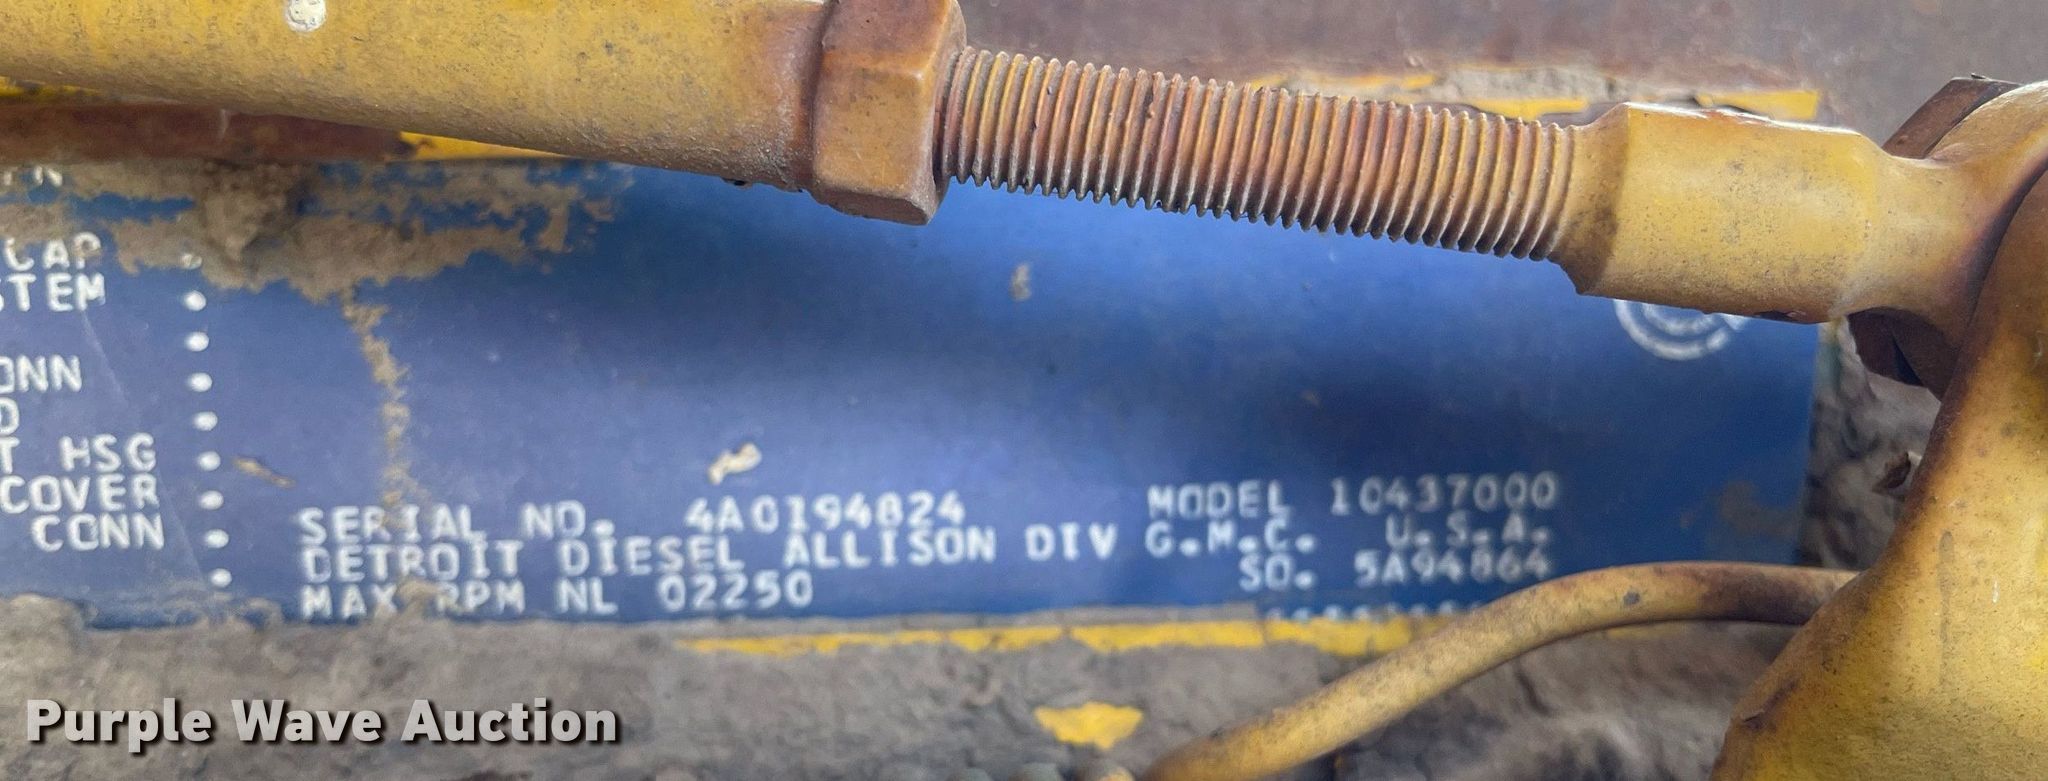 CAP
ONN
HSG
COVER
CONN
SERIAL NO. 4A0194824 MODEL 10437000
DETROIT DIESEL ALLISON DIV G.M.C. U.S.A.
MAX RPM NL 02250 SO. 5A94864
Purple Wave Auction